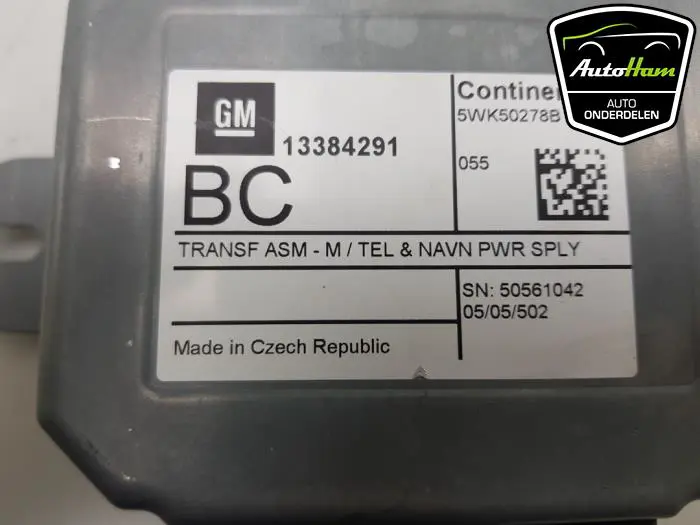 GM
13384291
BC
TRANSF ASM - M / TEL & NAVN PWR SPLY
Made in Czech Republic
5WK50278B
055
SN: 50561042
05/05/502
AutoHam
AUTO
ONDERDELEN